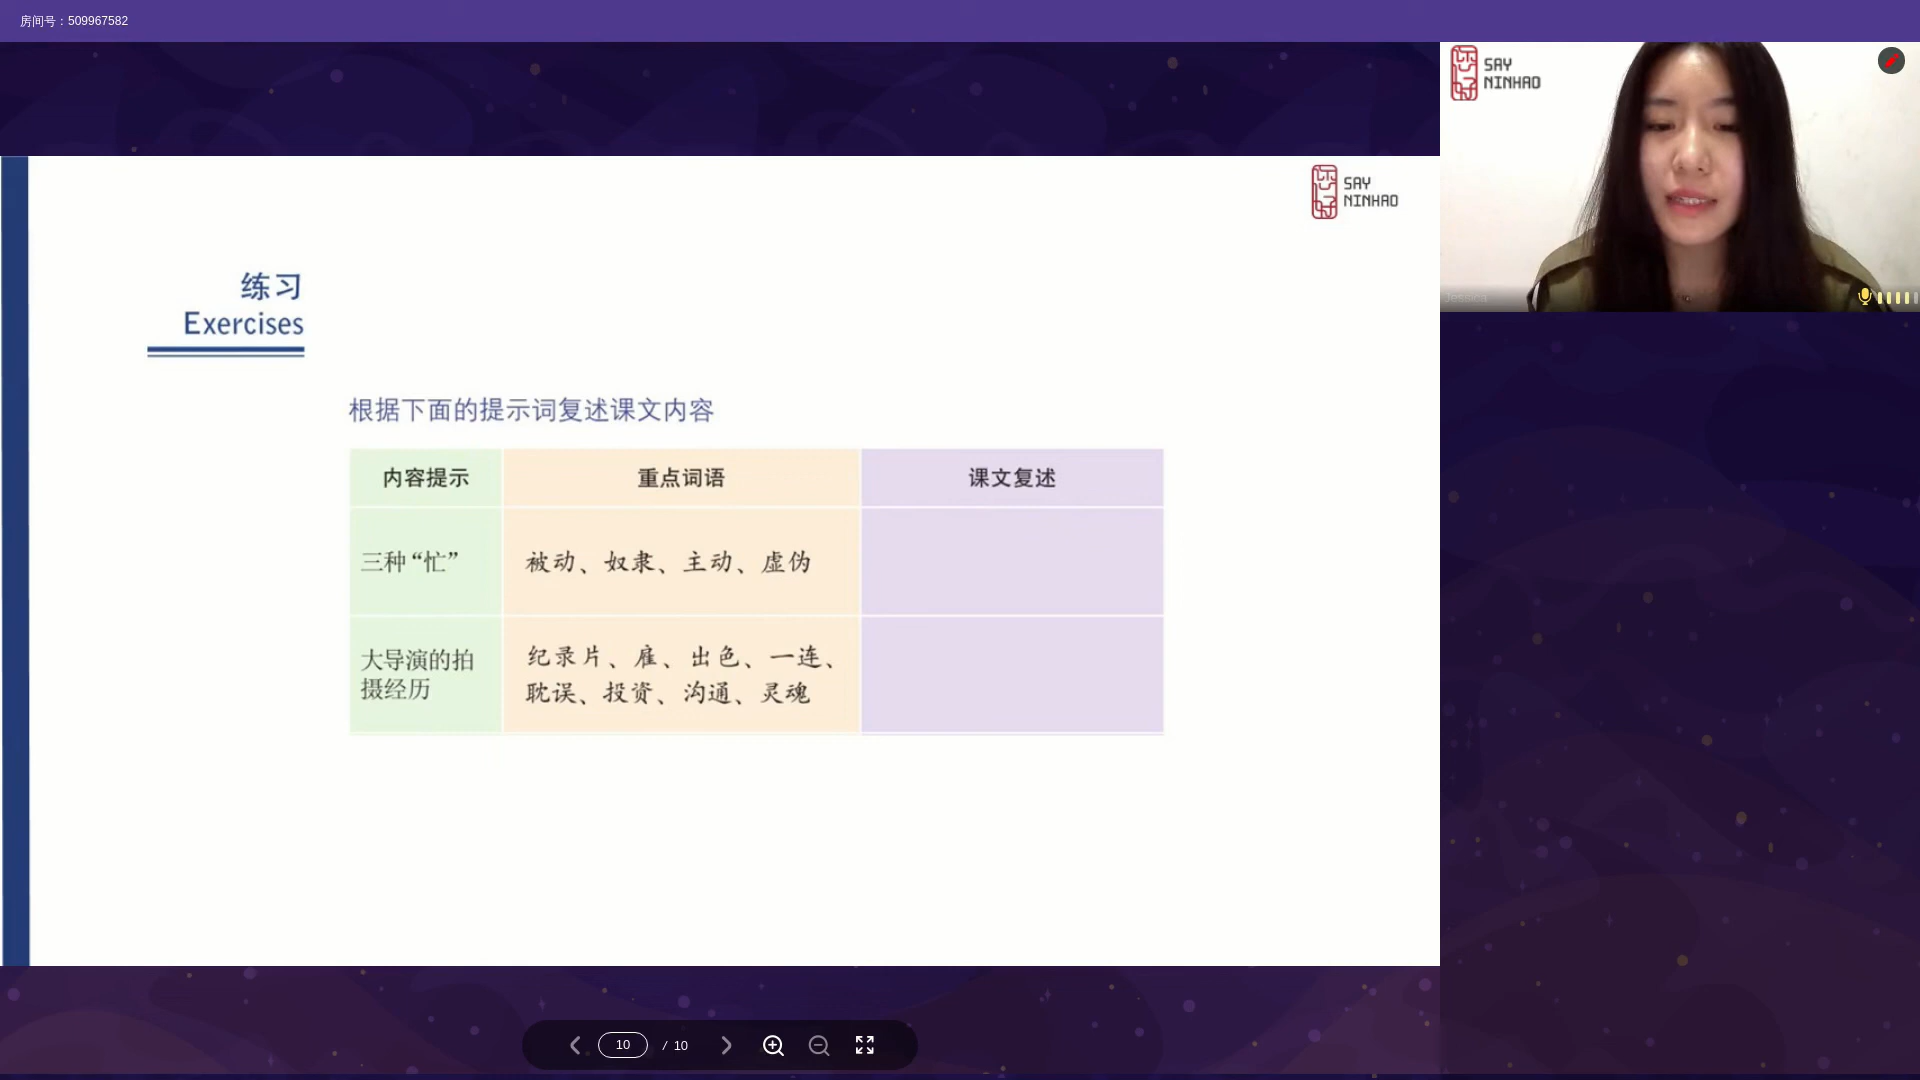 房间号：509967582
SAY
NINHAO
SAY
NINHAO
Jessica
练习
Exercises
根据下面的提示词复述课文内容
内容提示
重点词语
课文复述
三种“忙”
被动、奴隶、主动、虚伪
大导演的拍
摄经历
纪录片、雇、出色、一连、
耽误、投资、沟通、灵魂
10 / 10